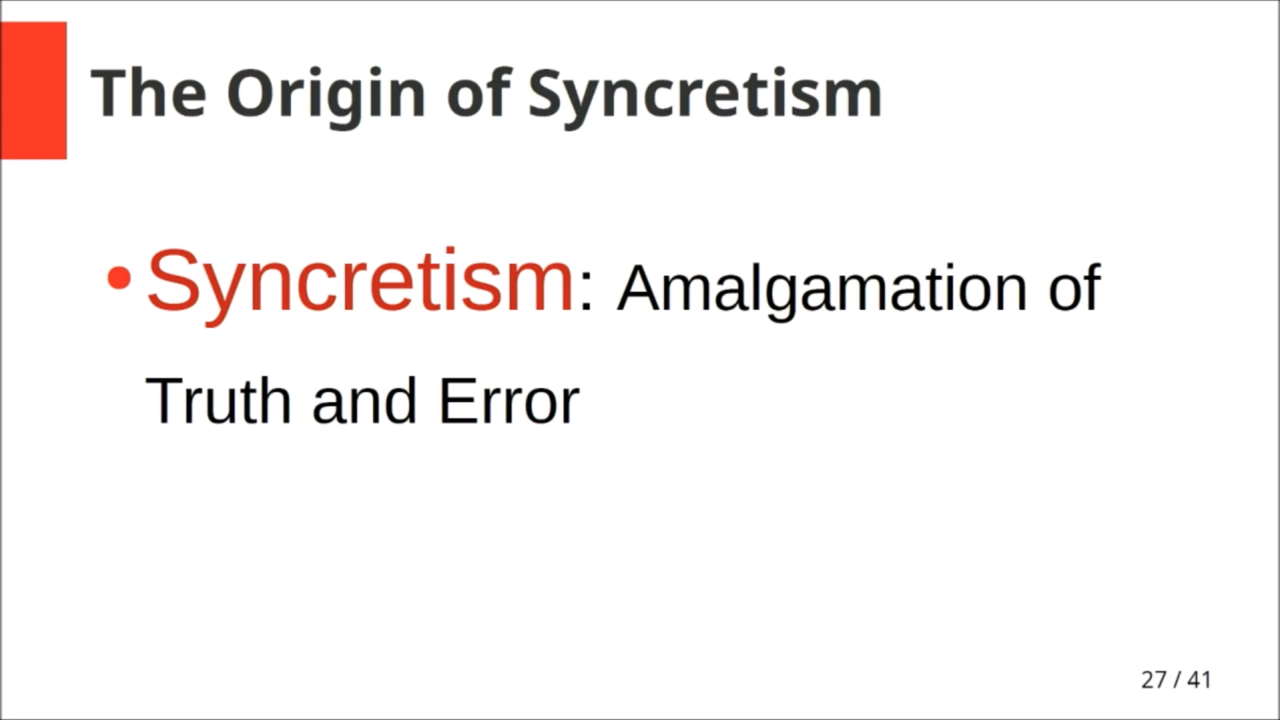 The Origin of Syncretism
• Syncretism: Amalgamation of
Truth and Error
27 / 41